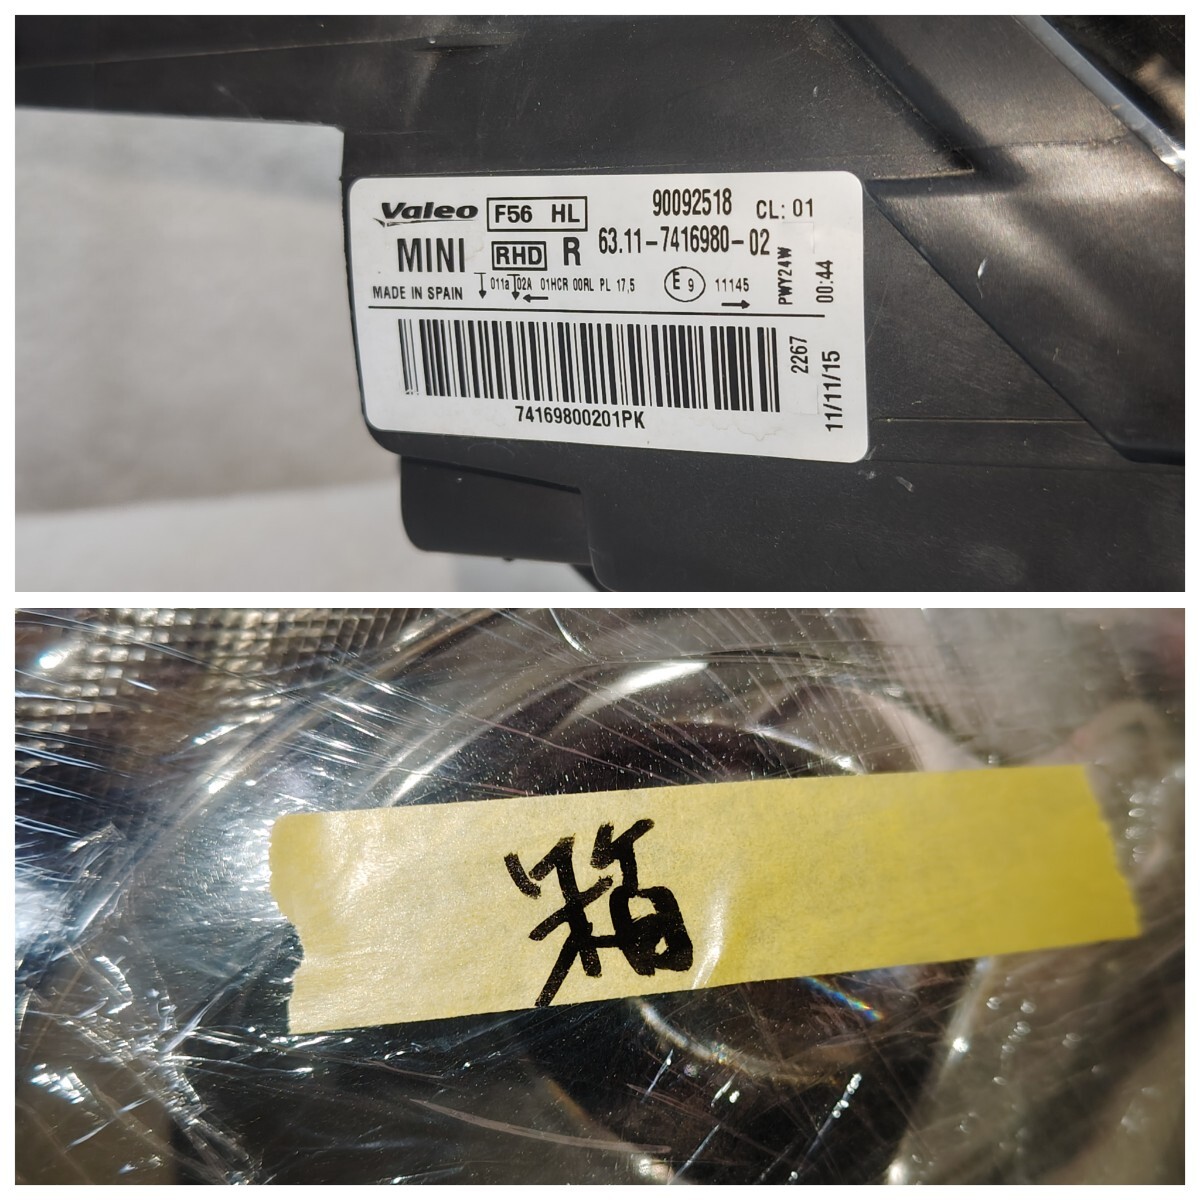 Valeo F56 HL 90092518 CL: 01
MINI RHD R 63.11-7416980-02
MADE IN SPAIN 011a 02A 01HCR 00RL PL 17,5 E9 11145
PWY24W
00:44
2267
11/11/15
74169800201PK
箱